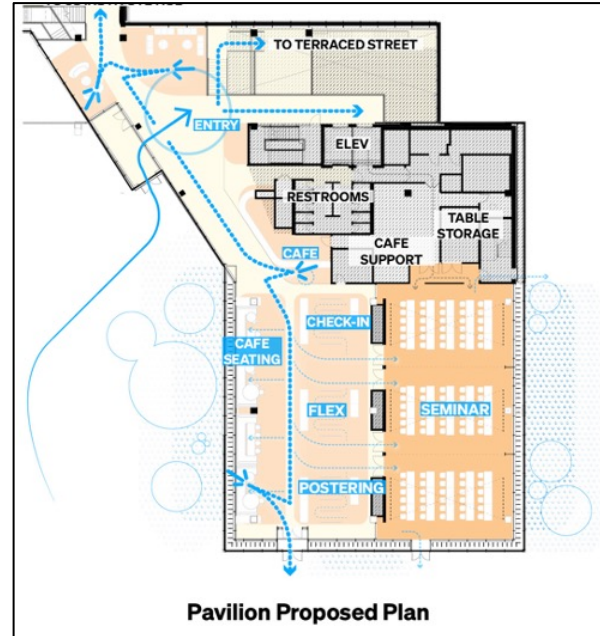 TO TERRACED STREET
ENTRY
ELEV
RESTROOMS
TABLE
STORAGE
CAFE
SUPPORT
CAFE
CHECK-IN
CAFE
SEATING
FLEX
SEMINAR
POSTERING
Pavilion Proposed Plan